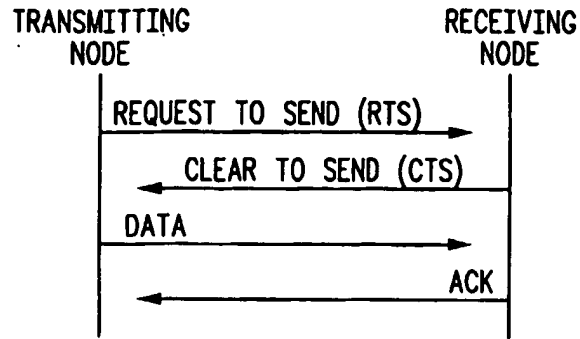 TRANSMITTING
NODE
RECEIVING
NODE
REQUEST TO SEND (RTS)
CLEAR TO SEND (CTS)
DATA
ACK